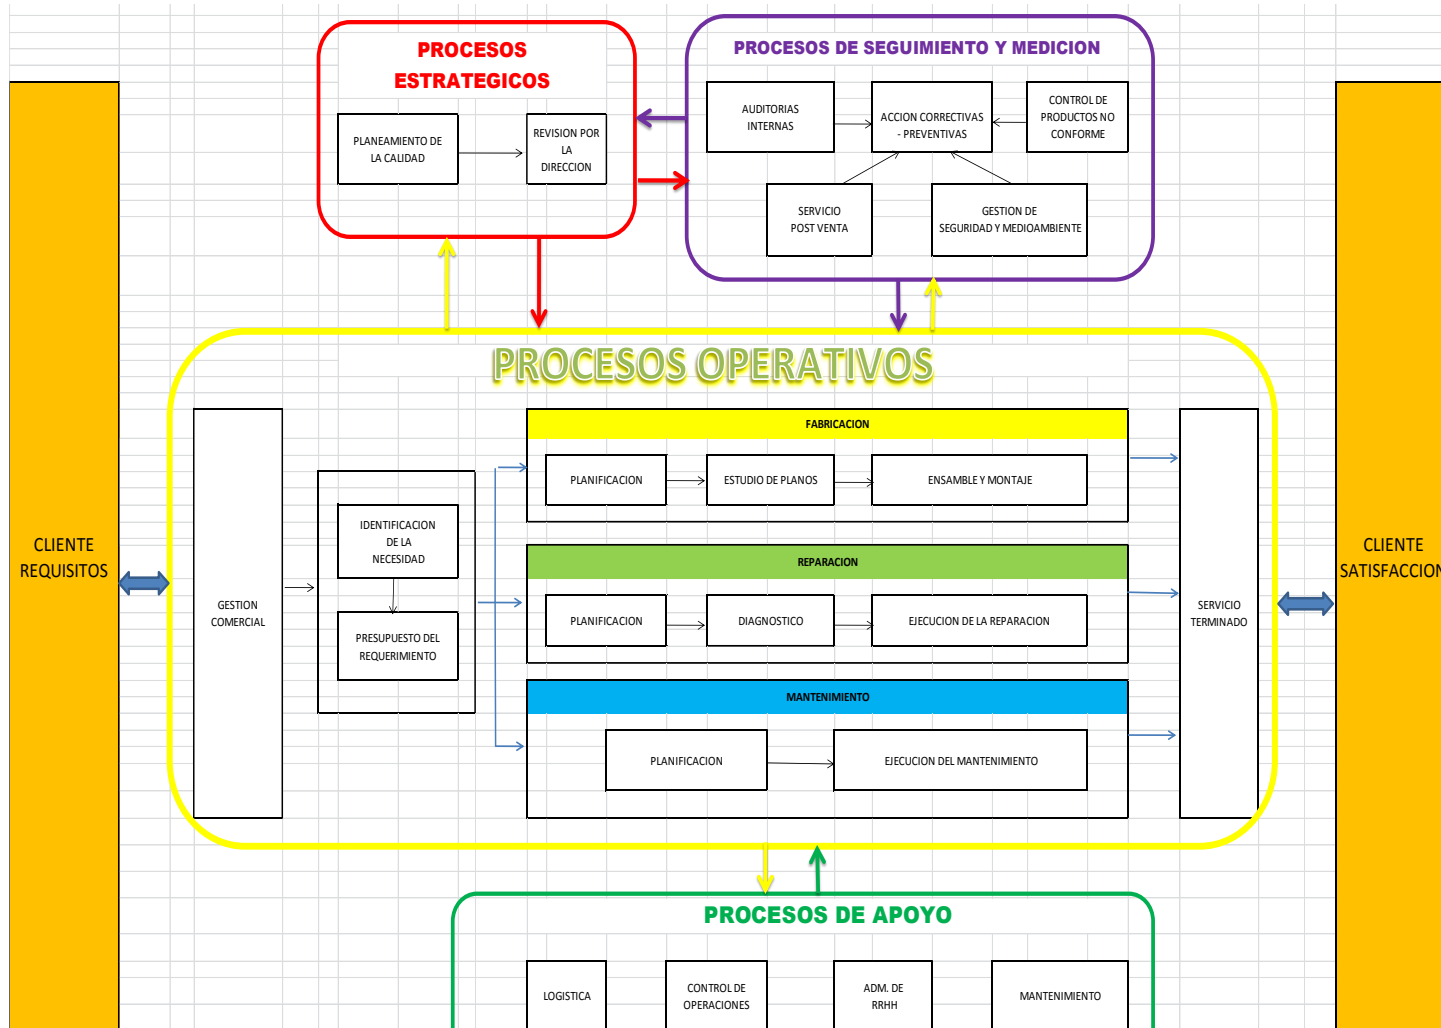 PROCESOS
ESTRATEGICOS
PLANEAMIENTO DE
LA CALIDAD
REVISION POR
LA
DIRECCION
PROCESOS DE SEGUIMIENTO Y MEDICION
AUDITORIAS
INTERNAS
ACCION CORRECTIVAS
- PREVENTIVAS
CONTROL DE
PRODUCTOS NO
CONFORME
SERVICIO
POST VENTA
GESTION DE
SEGURIDAD Y MEDIOAMBIENTE
CLIENTE
REQUISITOS
PROCESOS OPERATIVOS
GESTION
COMERCIAL
IDENTIFICACION
DE LA
NECESIDAD
PRESUPUESTO DEL
REQUERIMIENTO
FABRICACION
PLANIFICACION
ESTUDIO DE PLANOS
ENSAMBLE Y MONTAJE
REPARACION
PLANIFICACION
DIAGNOSTICO
EJECUCION DE LA REPARACION
MANTENIMIENTO
PLANIFICACION
EJECUCION DEL MANTENIMIENTO
SERVICIO
TERMINADO
CLIENTE
SATISFACCION
PROCESOS DE APOYO
LOGISTICA
CONTROL DE
OPERACIONES
ADM. DE
RRHH
MANTENIMIENTO